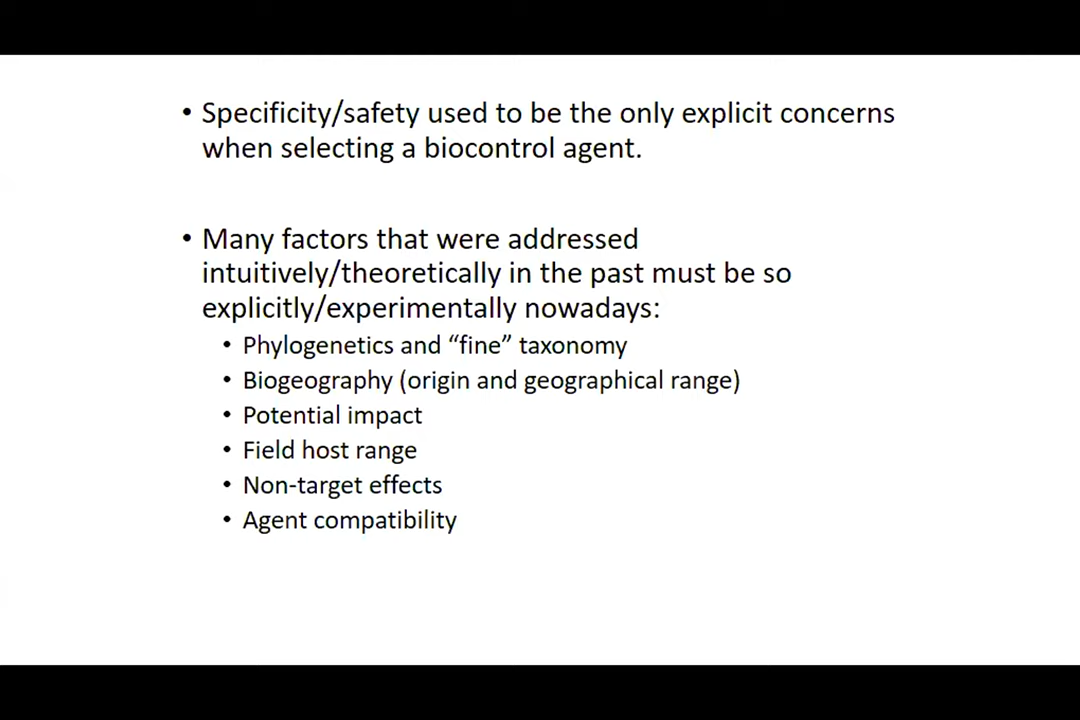 • Specificity/safety used to be the only explicit concerns
when selecting a biocontrol agent.
• Many factors that were addressed
intuitively/theoretically in the past must be so
explicitly/experimentally nowadays:
• Phylogenetics and “fine” taxonomy
• Biogeography (origin and geographical range)
• Potential impact
• Field host range
• Non-target effects
• Agent compatibility